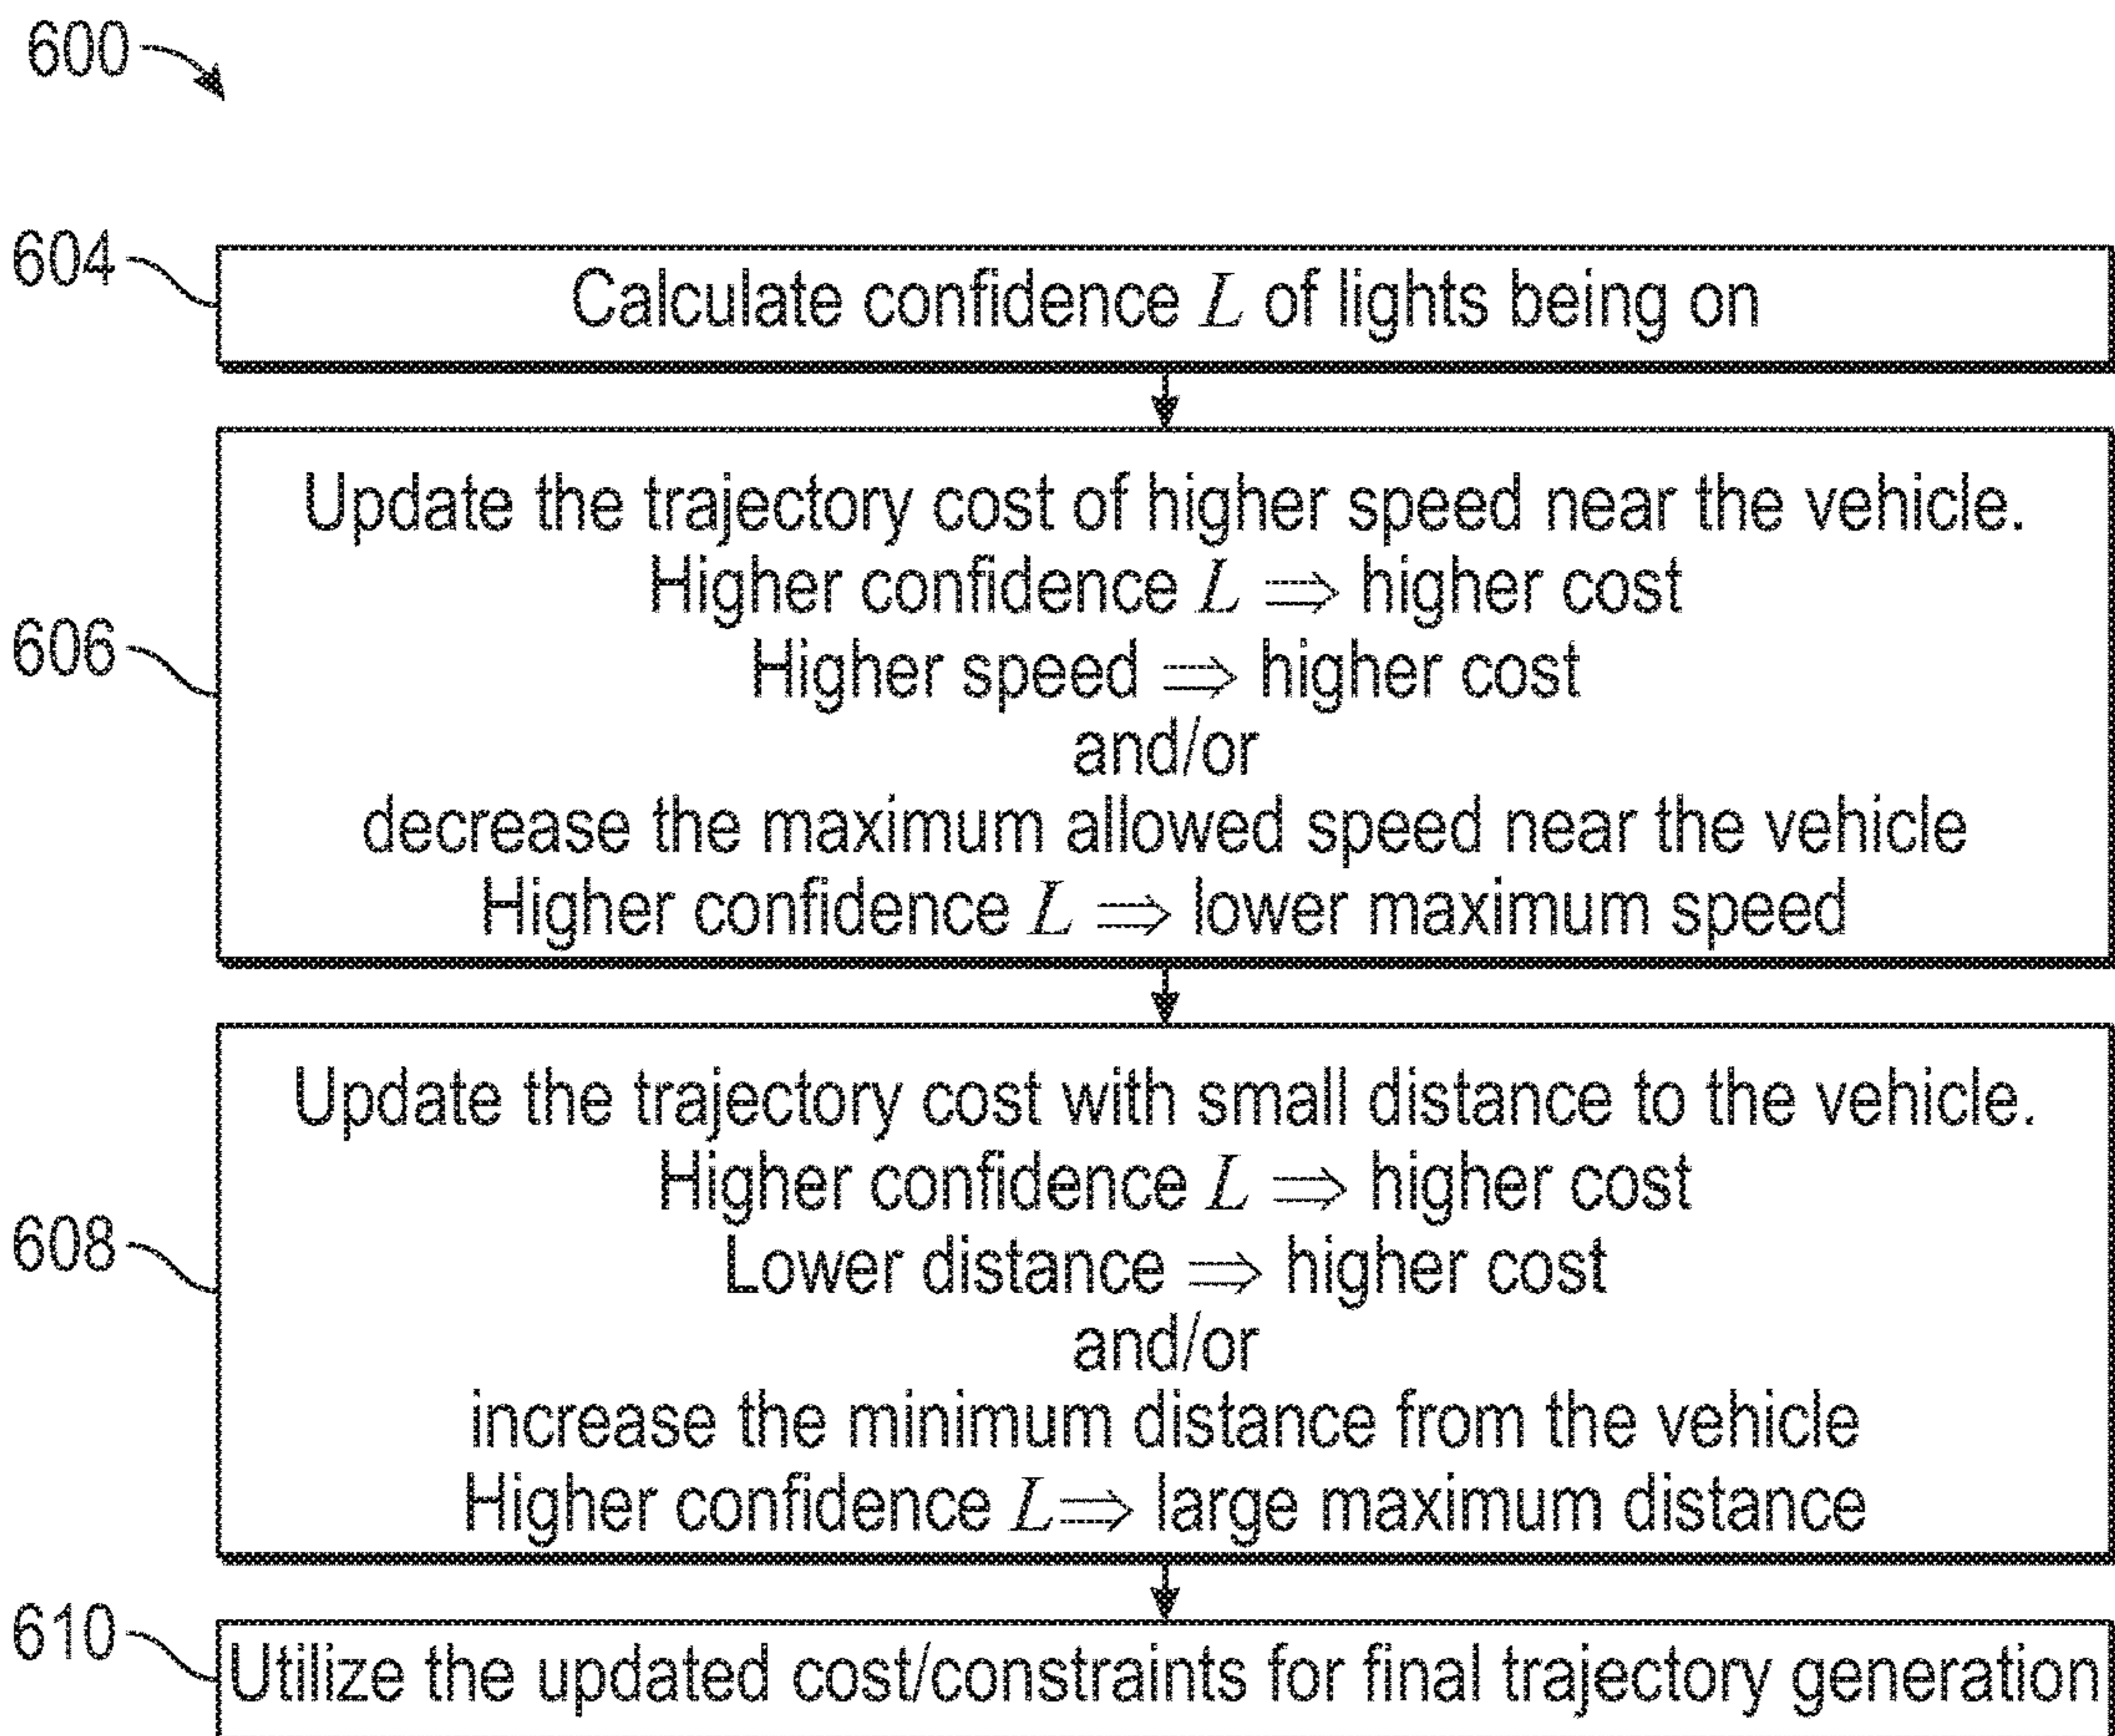 600
604
Calculate confidence L of lights being on
606
Update the trajectory cost of higher speed near the vehicle.
Higher confidence L ⇒ higher cost
Higher speed ⇒ higher cost
and/or
decrease the maximum allowed speed near the vehicle
Higher confidence L ⇒ lower maximum speed
608
Update the trajectory cost with small distance to the vehicle.
Higher confidence L ⇒ higher cost
Lower distance ⇒ higher cost
and/or
increase the minimum distance from the vehicle
Higher confidence L⇒ large maximum distance
610
Utilize the updated cost/constraints for final trajectory generation